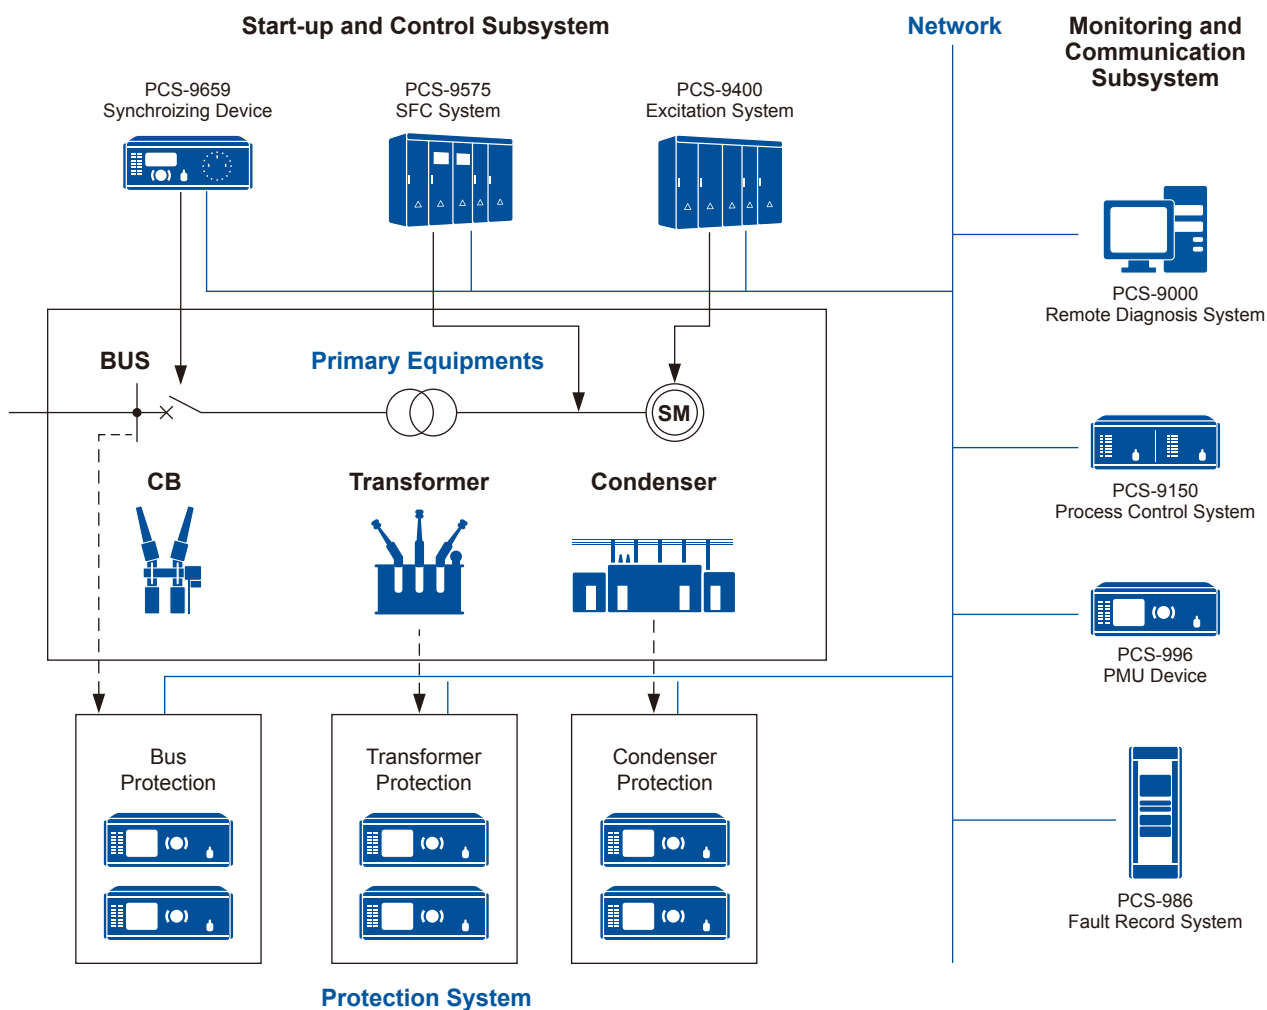 Start-up and Control Subsystem
Network
Monitoring and
Communication
Subsystem
PCS-9659
Synchroizing Device
PCS-9575
SFC System
PCS-9400
Excitation System
PCS-9000
Remote Diagnosis System
BUS
Primary Equipments
SM
CB
Transformer
Condenser
PCS-9150
Process Control System
PCS-996
PMU Device
Bus
Protection
Transformer
Protection
Condenser
Protection
PCS-986
Fault Record System
Protection System